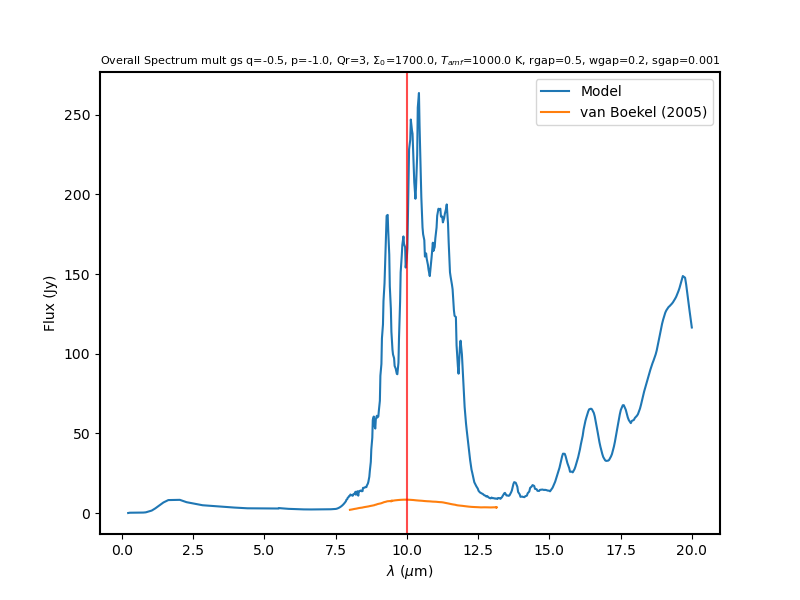 Overall Spectrum mult gs q=-0.5, p=-1.0, Qr=3, Σ₀=1700.0, T_amr=1000.0 K, rgap=0.5, wgap=0.2, sgap=0.001
Model
van Boekel (2005)
Flux (Jy)
250
200
150
100
50
0
0.0 2.5 5.0 7.5 10.0 12.5 15.0 17.5 20.0
λ (μm)